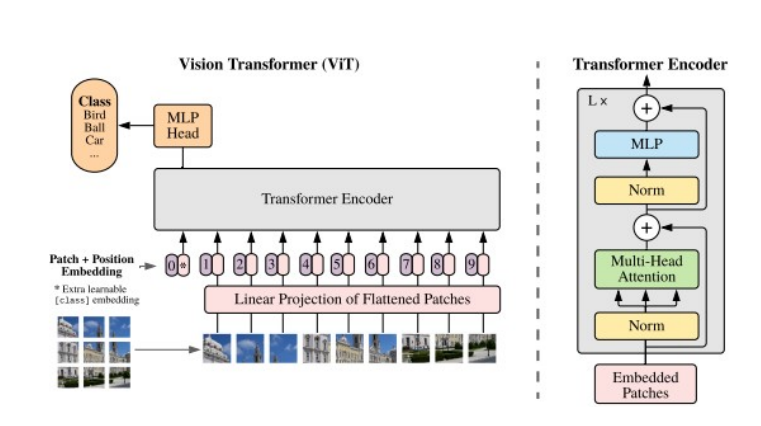 Vision Transformer (ViT)
Class
Bird
Ball
Car
...
MLP
Head
Transformer Encoder
Patch + Position
Embedding
* Extra learnable
[class] embedding
0 *
1
2
3
4
5
6
7
8
9
Linear Projection of Flattened Patches
Transformer Encoder
L x
+
MLP
Norm
+
Multi-Head
Attention
Norm
Embedded
Patches